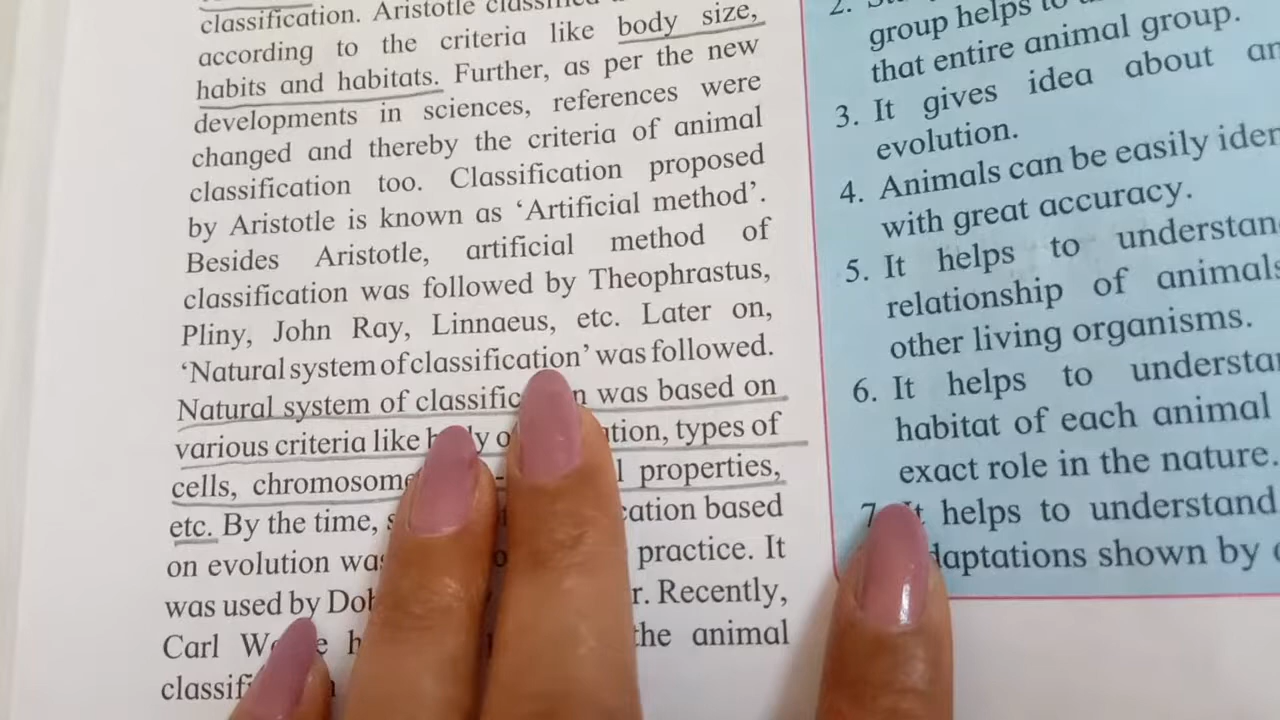 classification. Aristotle classified
according to the criteria like body size,
habits and habitats. Further, as per the new
developments in sciences, references were
changed and thereby the criteria of animal
classification too. Classification proposed
by Aristotle is known as ‘Artificial method’.
Besides Aristotle, artificial method of
classification was followed by Theophrastus,
Pliny, John Ray, Linnaeus, etc. Later on,
‘Natural system of classification’ was followed.
Natural system of was based on
various criteria like types of
cells, properties,
etc. By the time, based
on evolution practice. It
was used by Recently,
Carl the animal
2.
group helps to
that entire animal group.
3. It gives idea about
evolution.
4. Animals can be easily
with great accuracy.
5. It helps to
relationship of animals
other living organisms.
6. It helps to
habitat of each animal
exact role in the nature.
7. It helps to understand
shown by